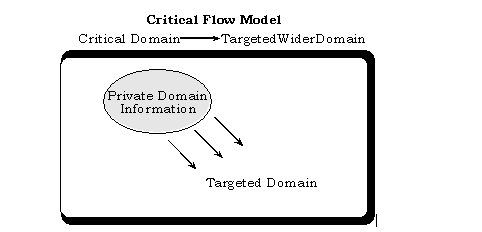 Critical Flow Model
Critical Domain TargetedWiderDomain
Private Domain
Information
Targeted Domain